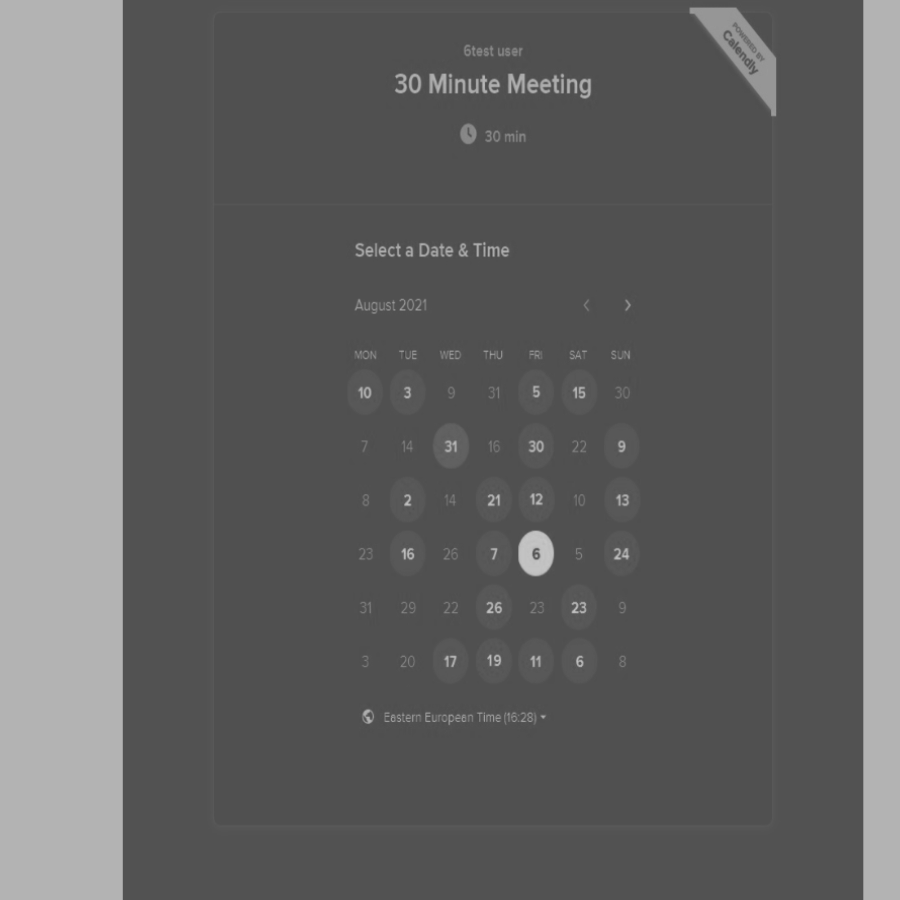 POWERED BY
Calendly
6test user
30 Minute Meeting
30 min
Select a Date & Time
August 2021
MON TUE WED THU FRI SAT SUN
10 3 9 31 5 15 30
7 14 31 16 30 22 9
8 2 14 21 12 10 13
23 16 26 7 6 5 24
31 29 22 26 23 23 9
3 20 17 19 11 6 8
Eastern European Time (16:28)